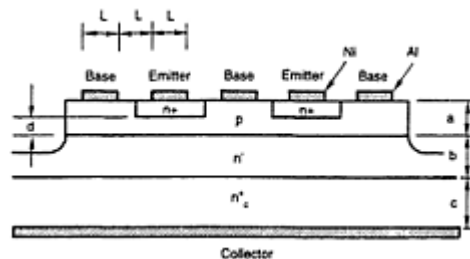 L L L
Ni Al
Base Emitter Base Emitter Base
n+ n+
d p a
n- b
n+c c
Collector